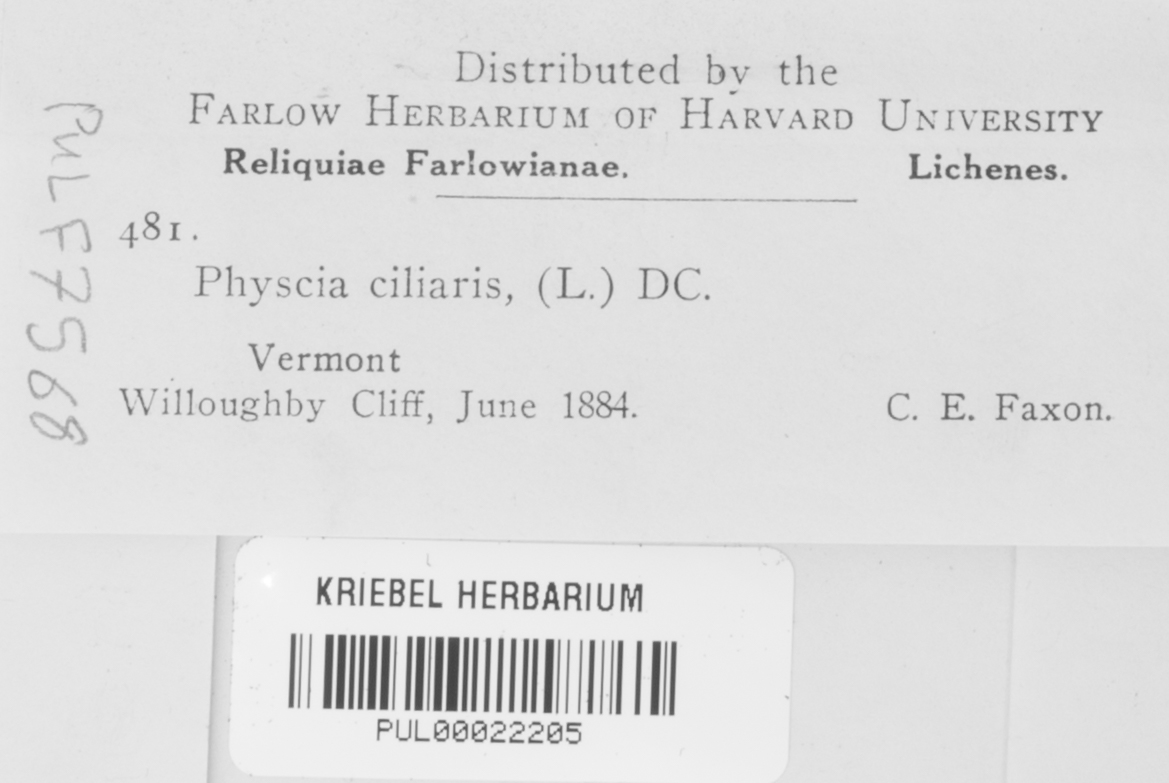 Distributed by the
FARLOW HERBARIUM OF HARVARD UNIVERSITY
Reliquiae Farlowianae. Lichenes.
481.
Physcia ciliaris, (L.) DC.
Vermont
Willoughby Cliff, June 1884. C. E. Faxon.
PUL F7568
KRIEBEL HERBARIUM
PUL00022205